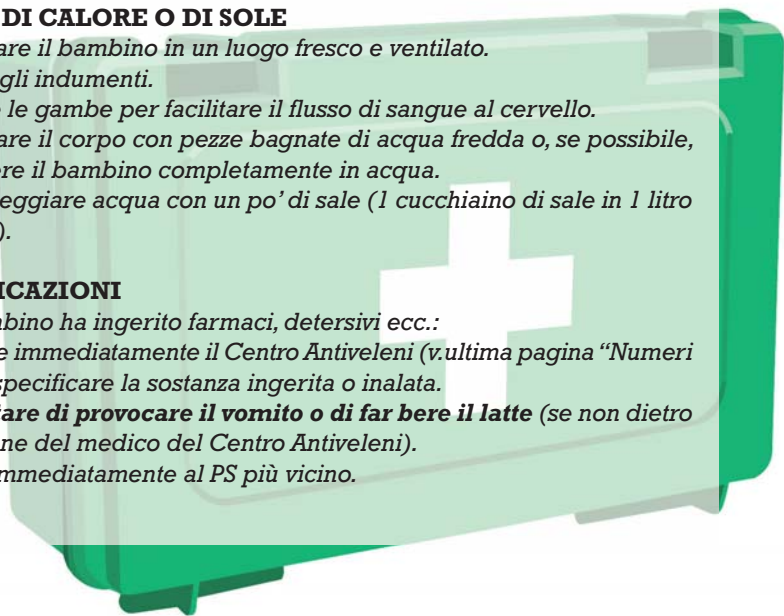 DI CALORE O DI SOLE
are il bambino in un luogo fresco e ventilato.
gli indumenti.
le gambe per facilitare il flusso di sangue al cervello.
are il corpo con pezze bagnate di acqua fredda o, se possibile,
re il bambino completamente in acqua.
eggiare acqua con un po’ di sale (1 cucchiaino di sale in 1 litro
).
ICAZIONI
bino ha ingerito farmaci, detersivi ecc.:
e immediatamente il Centro Antiveleni (v.ultima pagina “Numeri
specificare la sostanza ingerita o inalata.
tare di provocare il vomito o di far bere il latte (se non dietro
ne del medico del Centro Antiveleni).
mmediatamente al PS più vicino.